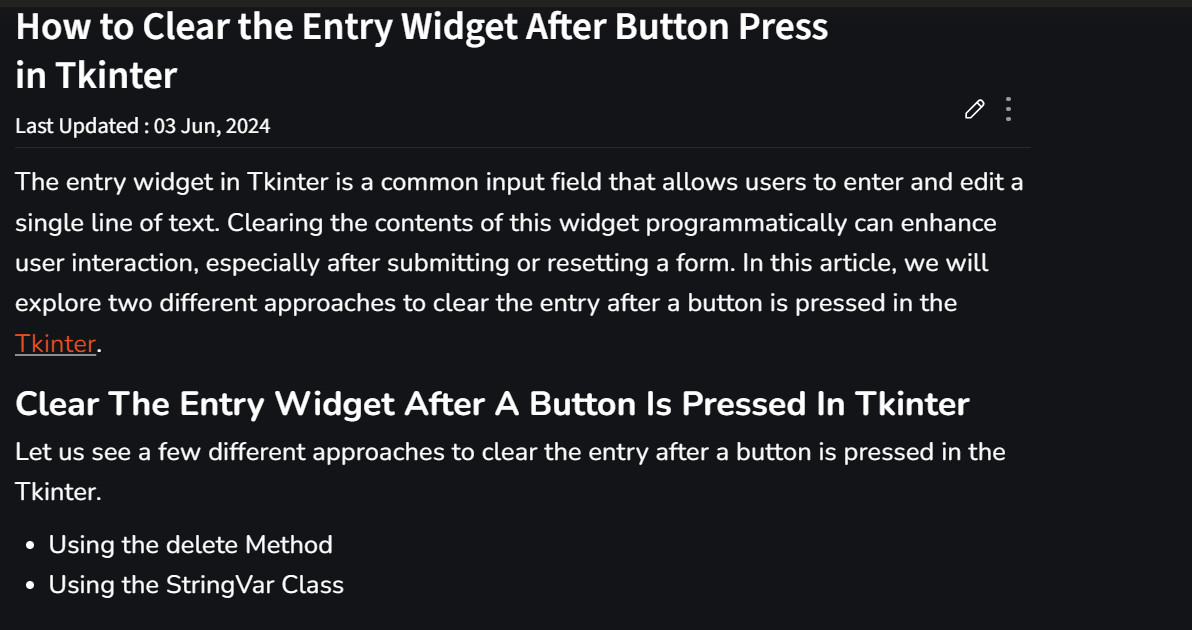 How to Clear the Entry Widget After Button Press
in Tkinter
Last Updated : 03 Jun, 2024
The entry widget in Tkinter is a common input field that allows users to enter and edit a
single line of text. Clearing the contents of this widget programmatically can enhance
user interaction, especially after submitting or resetting a form. In this article, we will
explore two different approaches to clear the entry after a button is pressed in the
Tkinter.
Clear The Entry Widget After A Button Is Pressed In Tkinter
Let us see a few different approaches to clear the entry after a button is pressed in the
Tkinter.
• Using the delete Method
• Using the StringVar Class